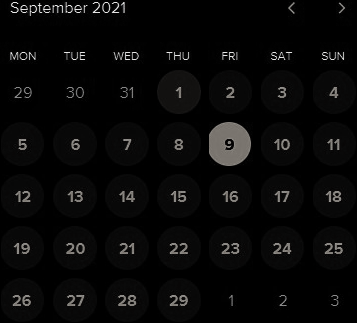 September 2021
MON TUE WED THU FRI SAT SUN
29 30 31 1 2 3 4
5 6 7 8 9 10 11
12 13 14 15 16 17 18
19 20 21 22 23 24 25
26 27 28 29 1 2 3